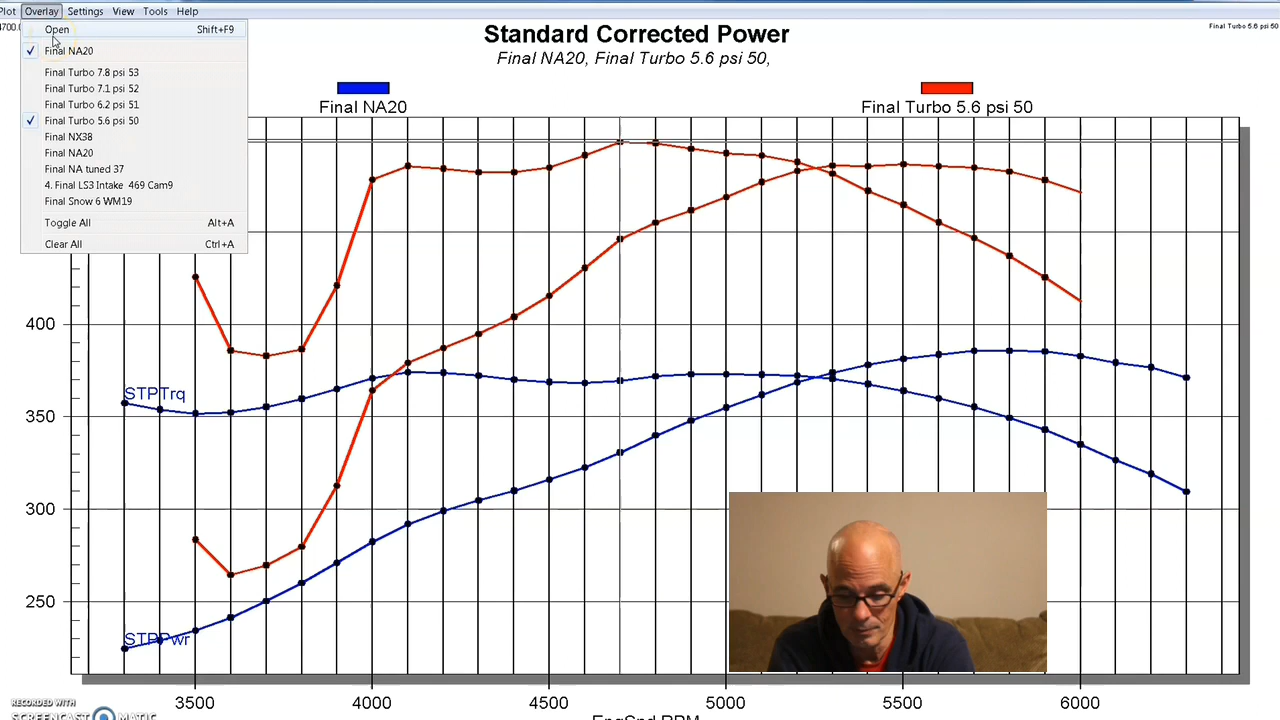 Plot Overlay Settings View Tools Help
4700.0
Final Turbo 5.6 psi 50
Open Shift+F9
Final NA20
Final Turbo 7.8 psi 53
Final Turbo 7.1 psi 52
Final Turbo 6.2 psi 51
Final Turbo 5.6 psi 50
Final NX38
Final NA20
Final NA tuned 37
4. Final LS3 Intake 469 Cam9
Final Snow 6 WM19
Toggle All Alt+A
Clear All Ctrl+A
Standard Corrected Power
Final NA20, Final Turbo 5.6 psi 50,
Final NA20
Final Turbo 5.6 psi 50
400
350
300
250
STPTrq
STPPwr
3500 4000 4500 5000 5500 6000
EngSpd RPM
RECORDED WITH
SCREENCAST MATIC